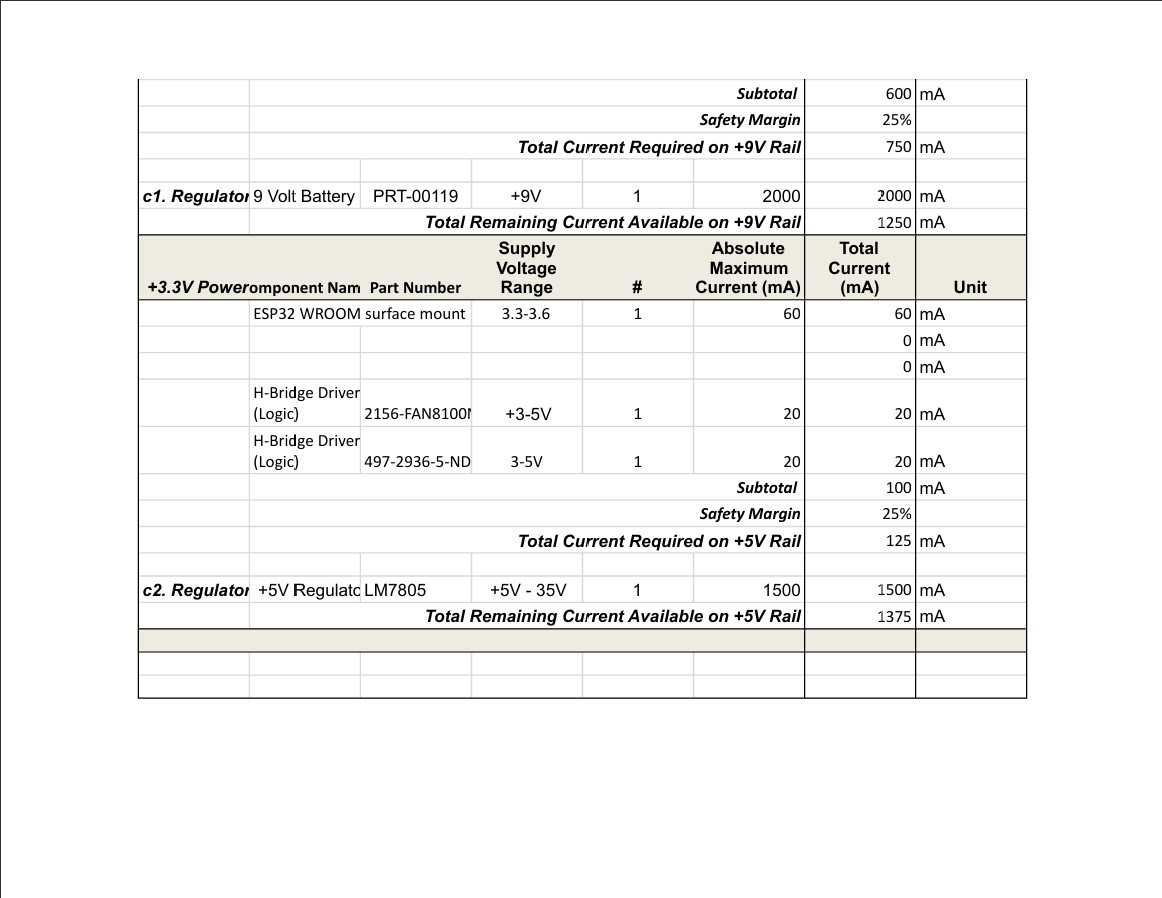 Subtotal 600 mA
Safety Margin 25%
Total Current Required on +9V Rail 750 mA
c1. Regulator 9 Volt Battery PRT-00119 +9V 1 2000 2000 mA
Total Remaining Current Available on +9V Rail 1250 mA
+3.3V Power omponent Nam Part Number Supply Voltage Range # Absolute Maximum Current (mA) Total Current (mA) Unit
ESP32 WROOM surface mount 3.3-3.6 1 60 60 mA
0 mA
0 mA
H-Bridge Driver
(Logic) 2156-FAN8100N +3-5V 1 20 20 mA
H-Bridge Driver
(Logic) 497-2936-5-ND 3-5V 1 20 20 mA
Subtotal 100 mA
Safety Margin 25%
Total Current Required on +5V Rail 125 mA
c2. Regulator +5V Regulato LM7805 +5V - 35V 1 1500 1500 mA
Total Remaining Current Available on +5V Rail 1375 mA